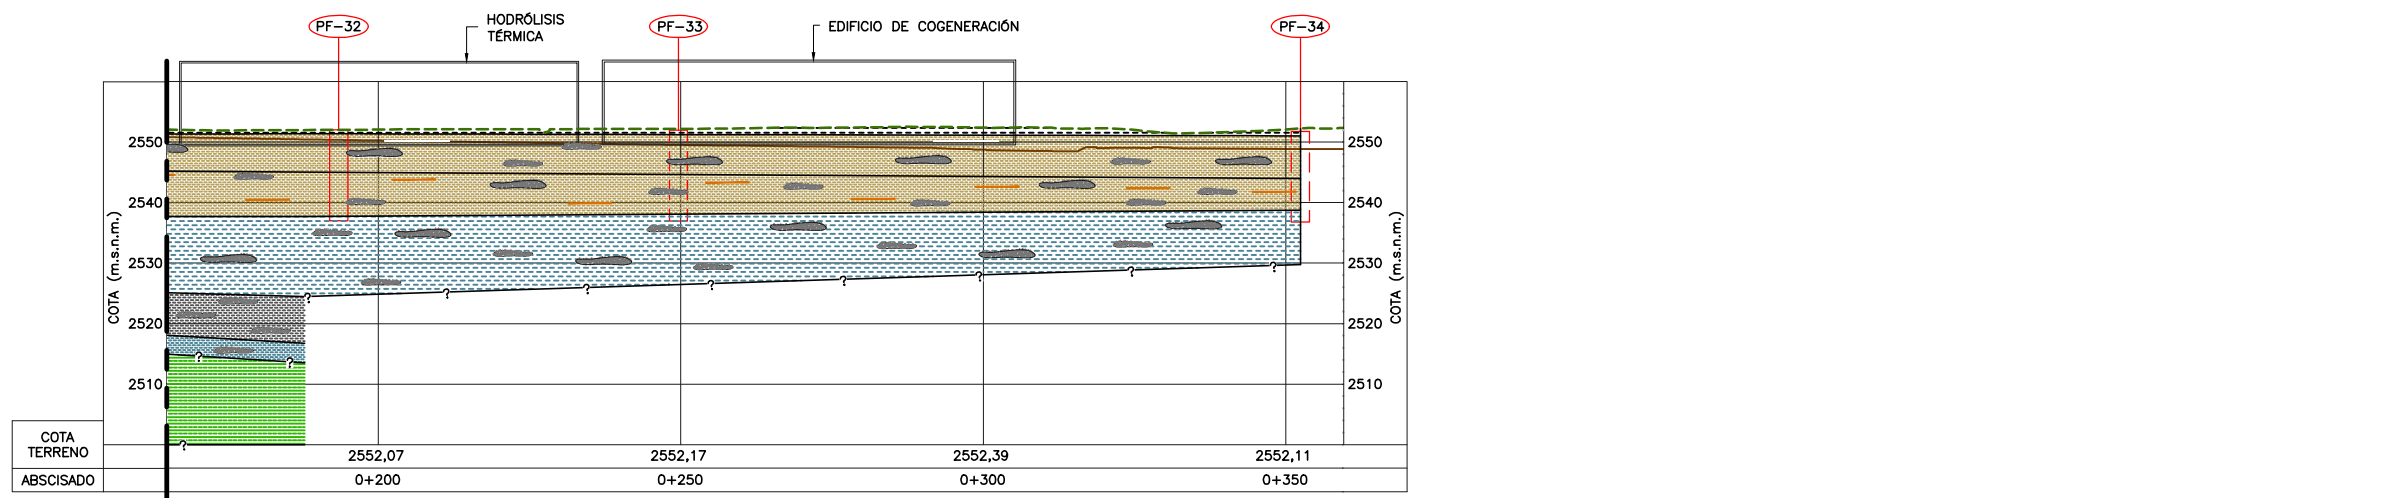 PF-32
HODRÓLISIS
TÉRMICA
PF-33
EDIFICIO DE COGENERACIÓN
PF-34
2550
2540
2530
2520
2510
COTA (m.s.n.m.)
2550
2540
2530
2520
2510
COTA (m.s.n.m.)
? ? ? ? ? ? ? ?
? ?
?
COTA
TERRENO
2552,07 2552,17 2552,39 2552,11
ABSCISADO 0+200 0+250 0+300 0+350